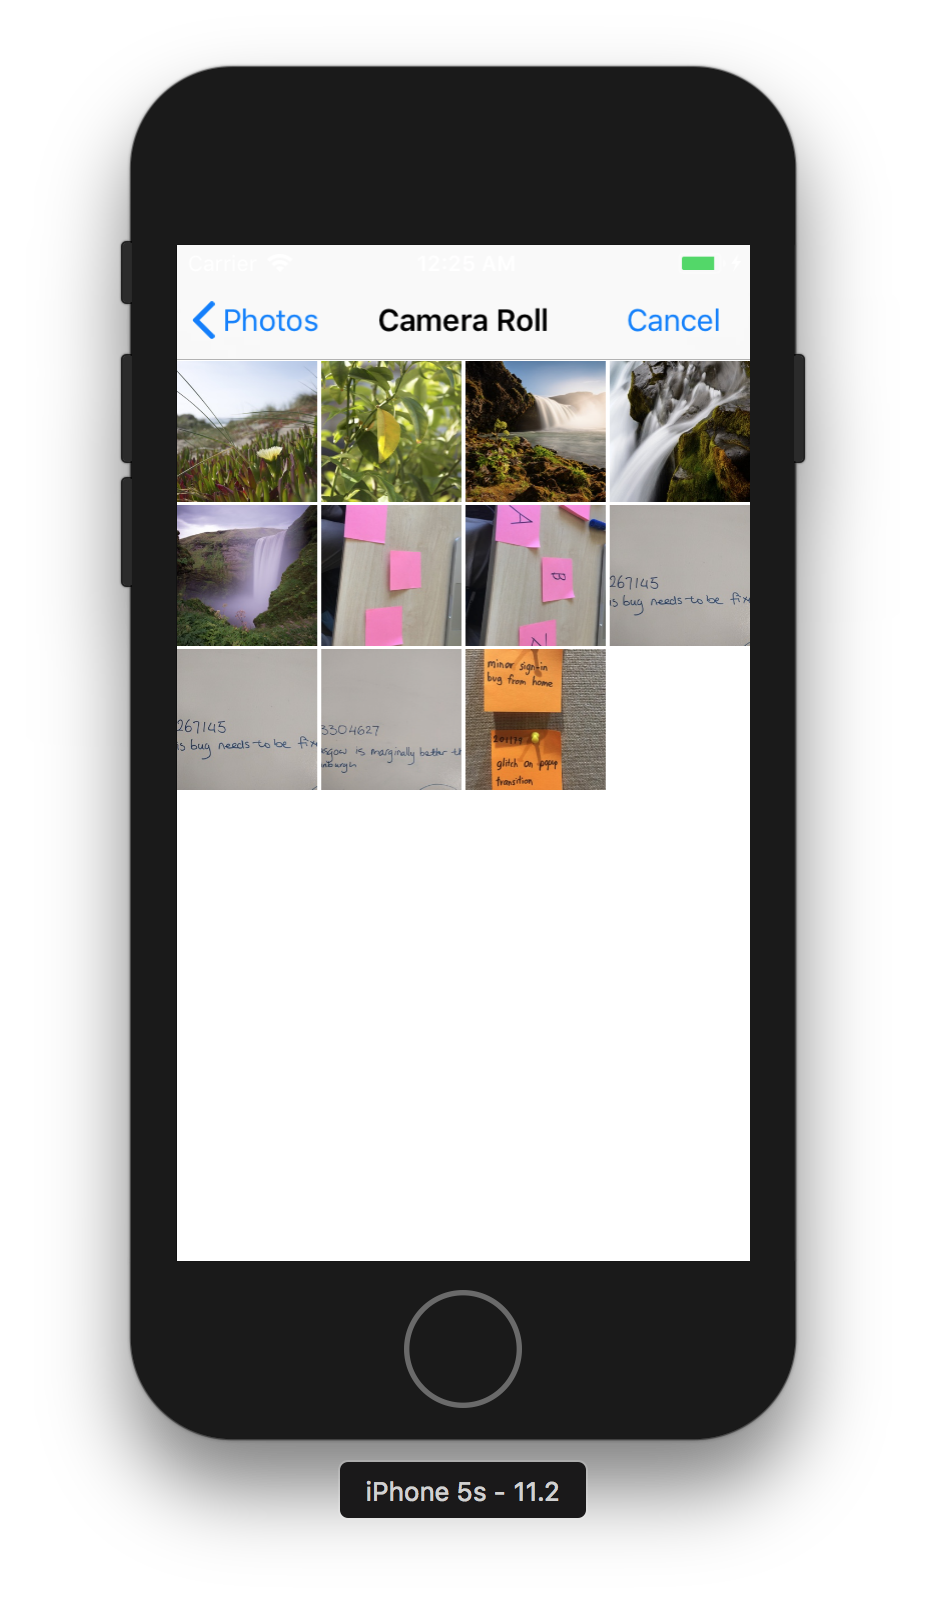 Carrier 12:25 AM
Photos Camera Roll Cancel
A
B
Z
267145
is bug needs to be fix
267145
is bug needs to be fix
3304627
sgow is marginally better th
nburgh
minor sign-in
bug from home
glitch on popup
transition
iPhone 5s - 11.2